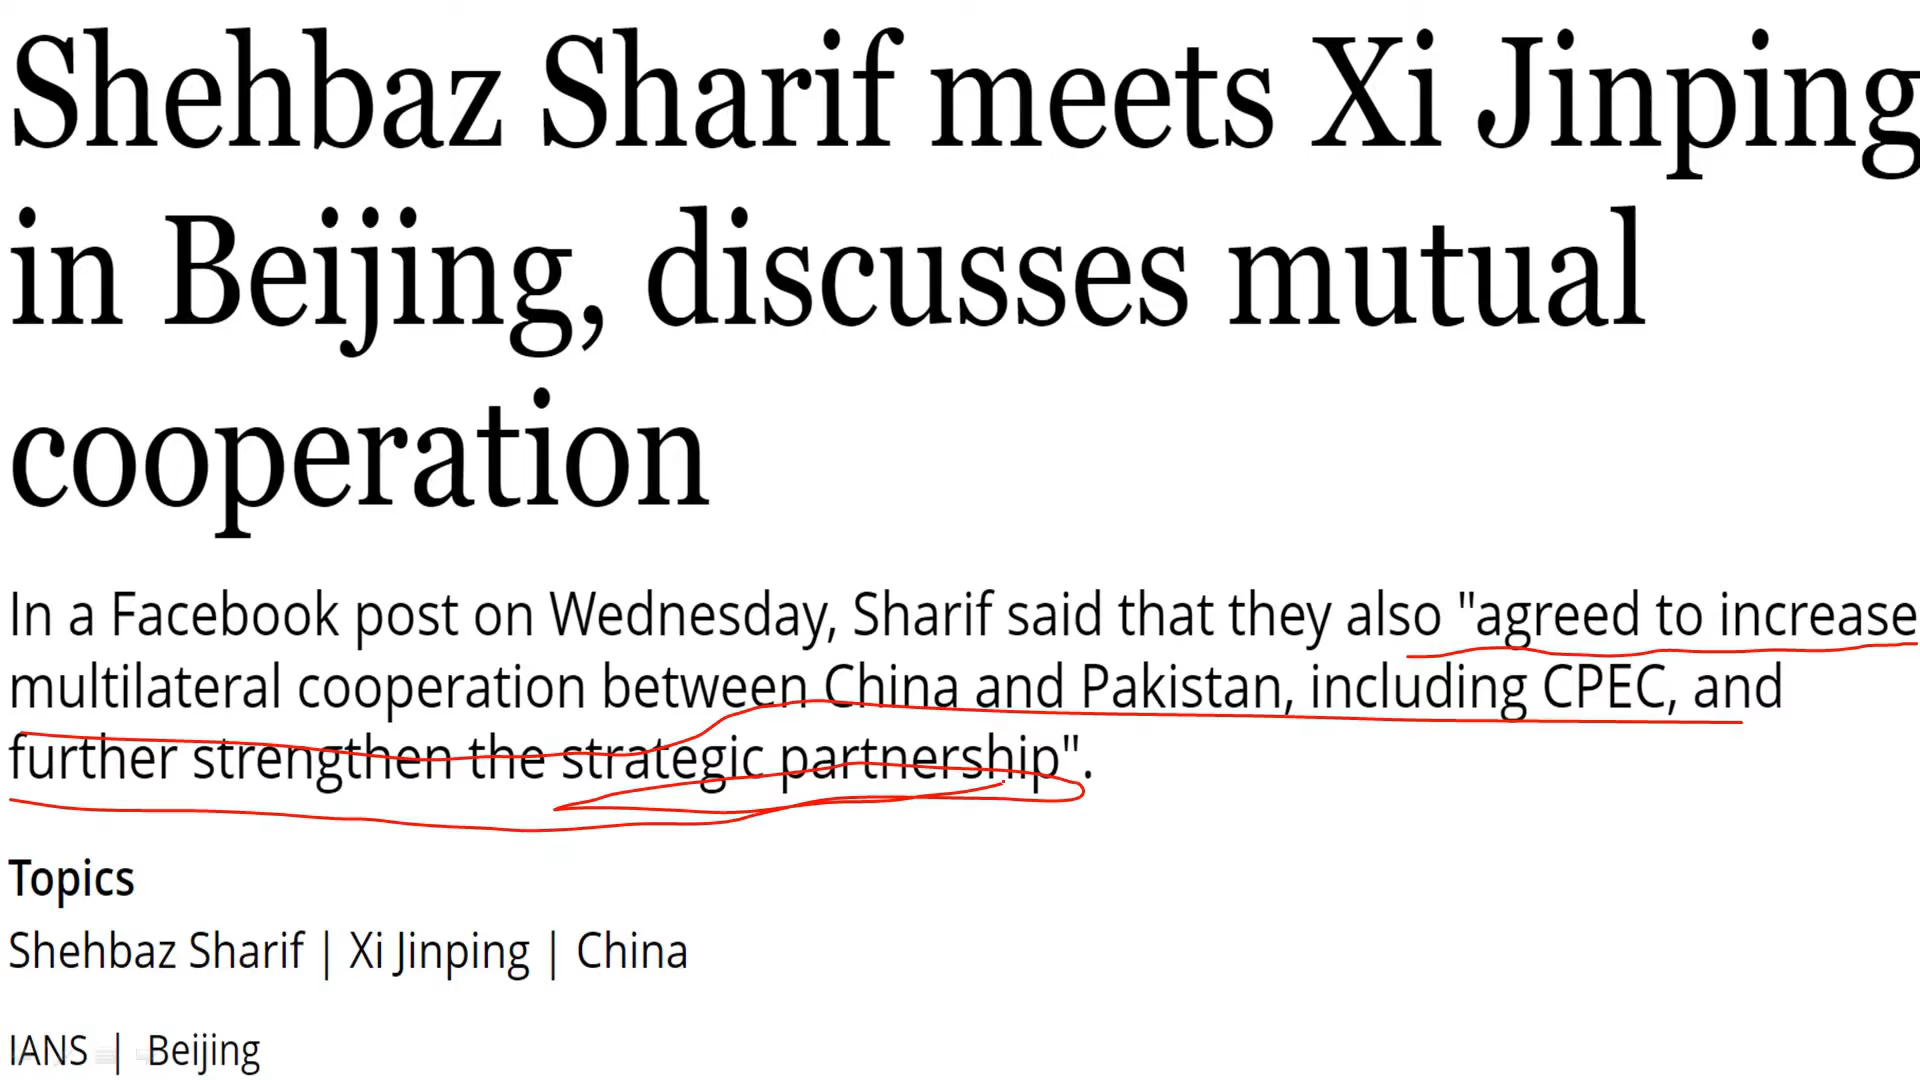 Shehbaz Sharif meets Xi Jinping
in Beijing, discusses mutual
cooperation
In a Facebook post on Wednesday, Sharif said that they also "agreed to increase
multilateral cooperation between China and Pakistan, including CPEC, and
further strengthen the strategic partnership".
Topics
Shehbaz Sharif | Xi Jinping | China
IANS | Beijing